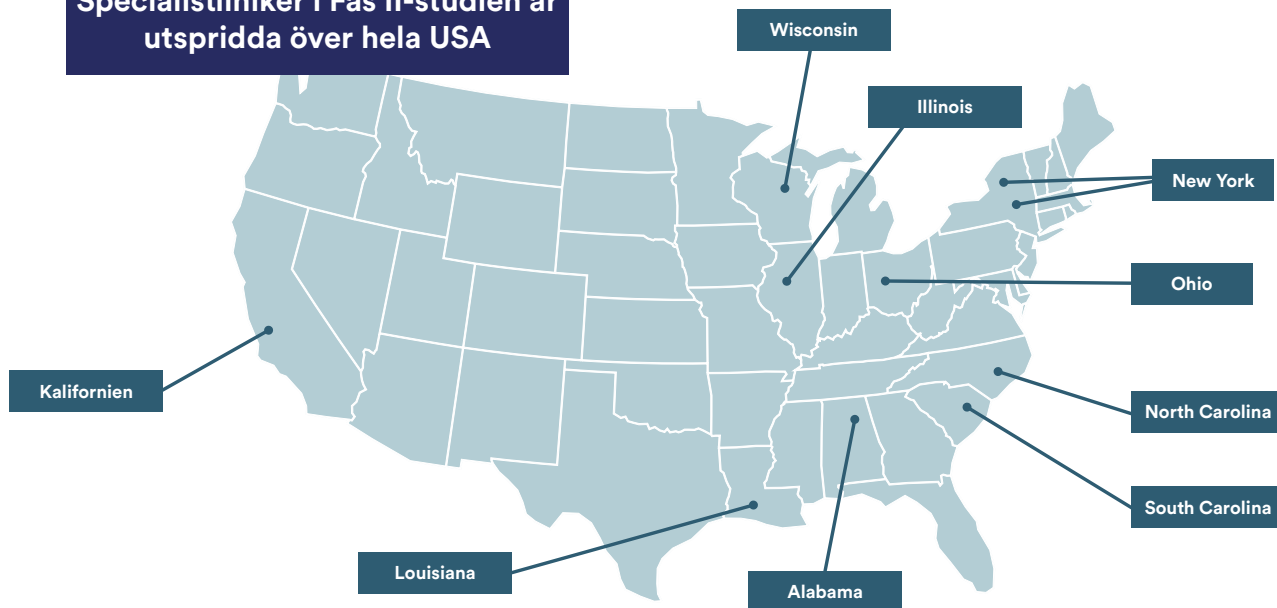 Specialistliniker i Fas II-studien är
utspridda över hela USA
Wisconsin
Illinois
New York
Ohio
Kalifornien
North Carolina
South Carolina
Louisiana
Alabama